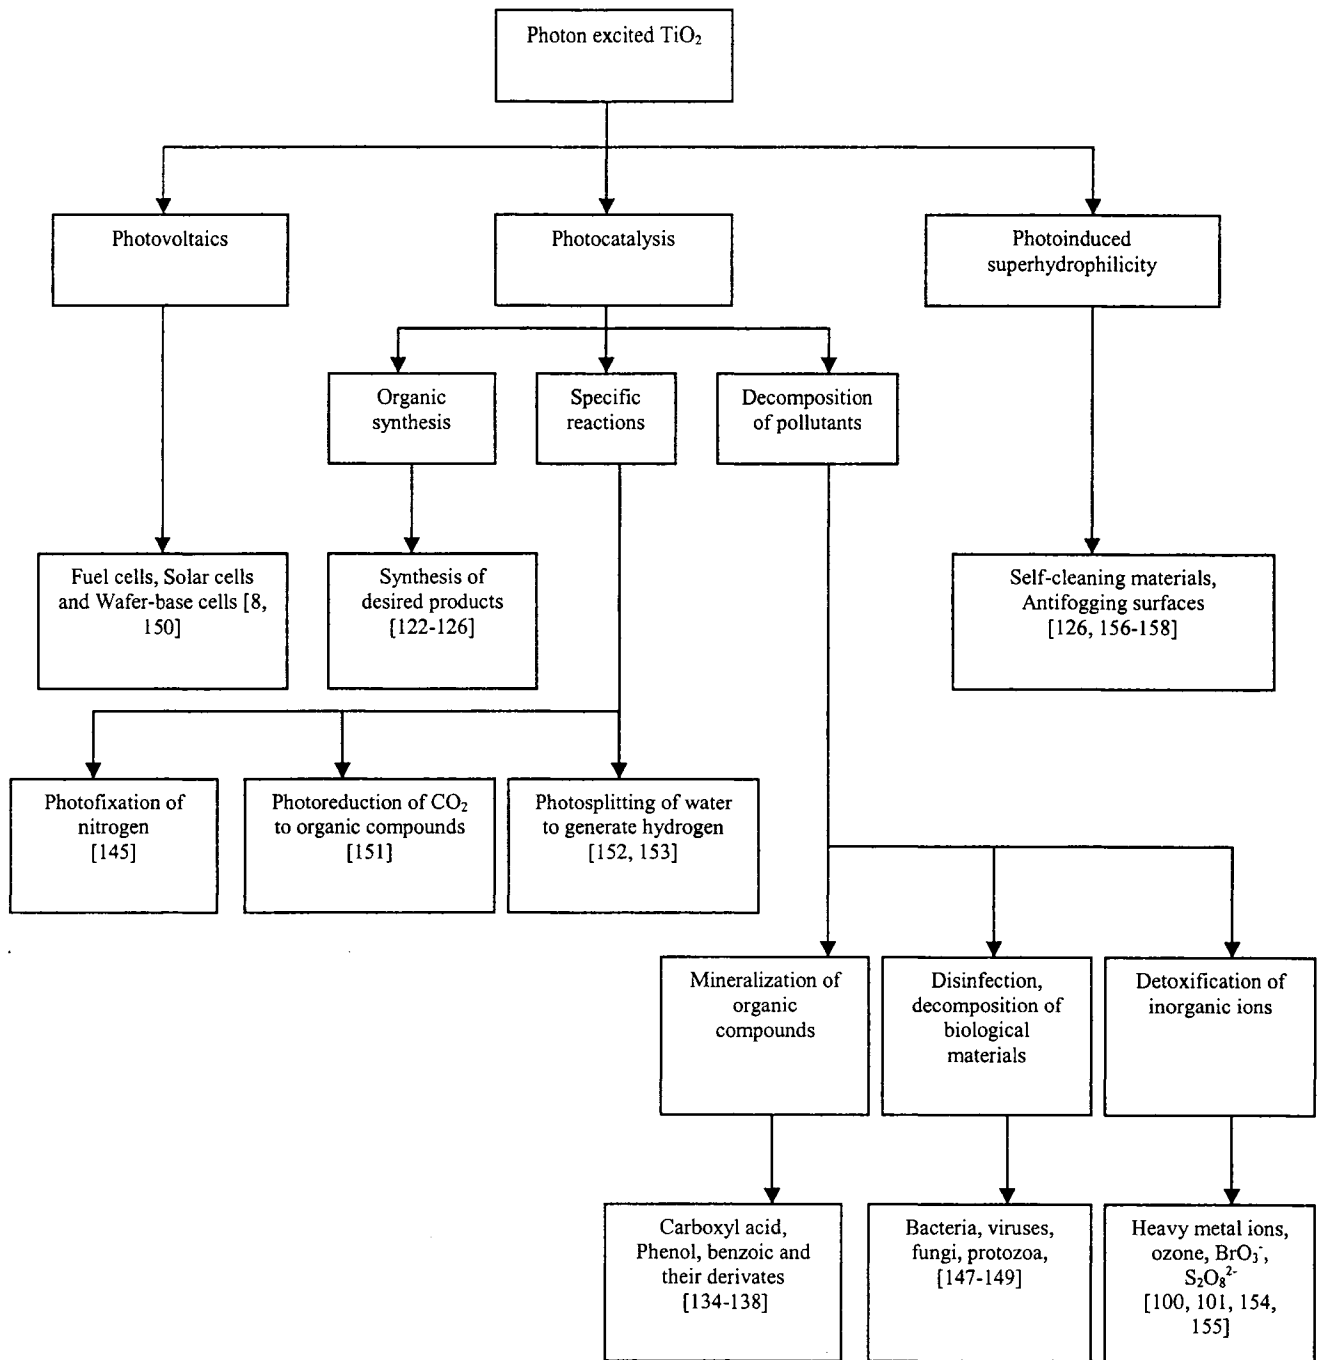 Photon excited TiO₂
Photovoltaics
Photocatalysis
Photoinduced
superhydrophilicity
Organic
synthesis
Specific
reactions
Decomposition
of pollutants
Fuel cells, Solar cells
and Wafer-base cells [8,
150]
Synthesis of
desired products
[122-126]
Self-cleaning materials,
Antifogging surfaces
[126, 156-158]
Photofixation of
nitrogen
[145]
Photoreduction of CO₂
to organic compounds
[151]
Photosplitting of water
to generate hydrogen
[152, 153]
Mineralization of
organic
compounds
Disinfection,
decomposition of
biological
materials
Detoxification of
inorganic ions
Carboxyl acid,
Phenol, benzoic and
their derivates
[134-138]
Bacteria, viruses,
fungi, protozoa,
[147-149]
Heavy metal ions,
ozone, BrO₃⁻,
S₂O₈²⁻
[100, 101, 154,
155]